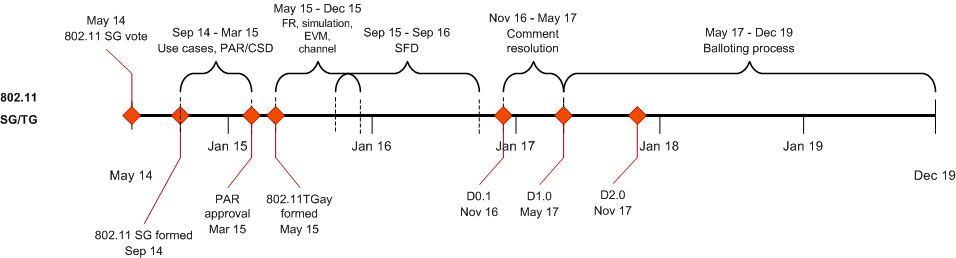 May 14
802.11 SG vote
Sep 14 - Mar 15
Use cases, PAR/CSD
May 15 - Dec 15
FR, simulation,
EVM,
channel
Sep 15 - Sep 16
SFD
Nov 16 - May 17
Comment
resolution
May 17 - Dec 19
Balloting process
802.11
SG/TG
Jan 15
Jan 16
Jan 17
Jan 18
Jan 19
May 14
Dec 19
802.11 SG formed
Sep 14
PAR
approval
Mar 15
802.11TGay
formed
May 15
D0.1
Nov 16
D1.0
May 17
D2.0
Nov 17